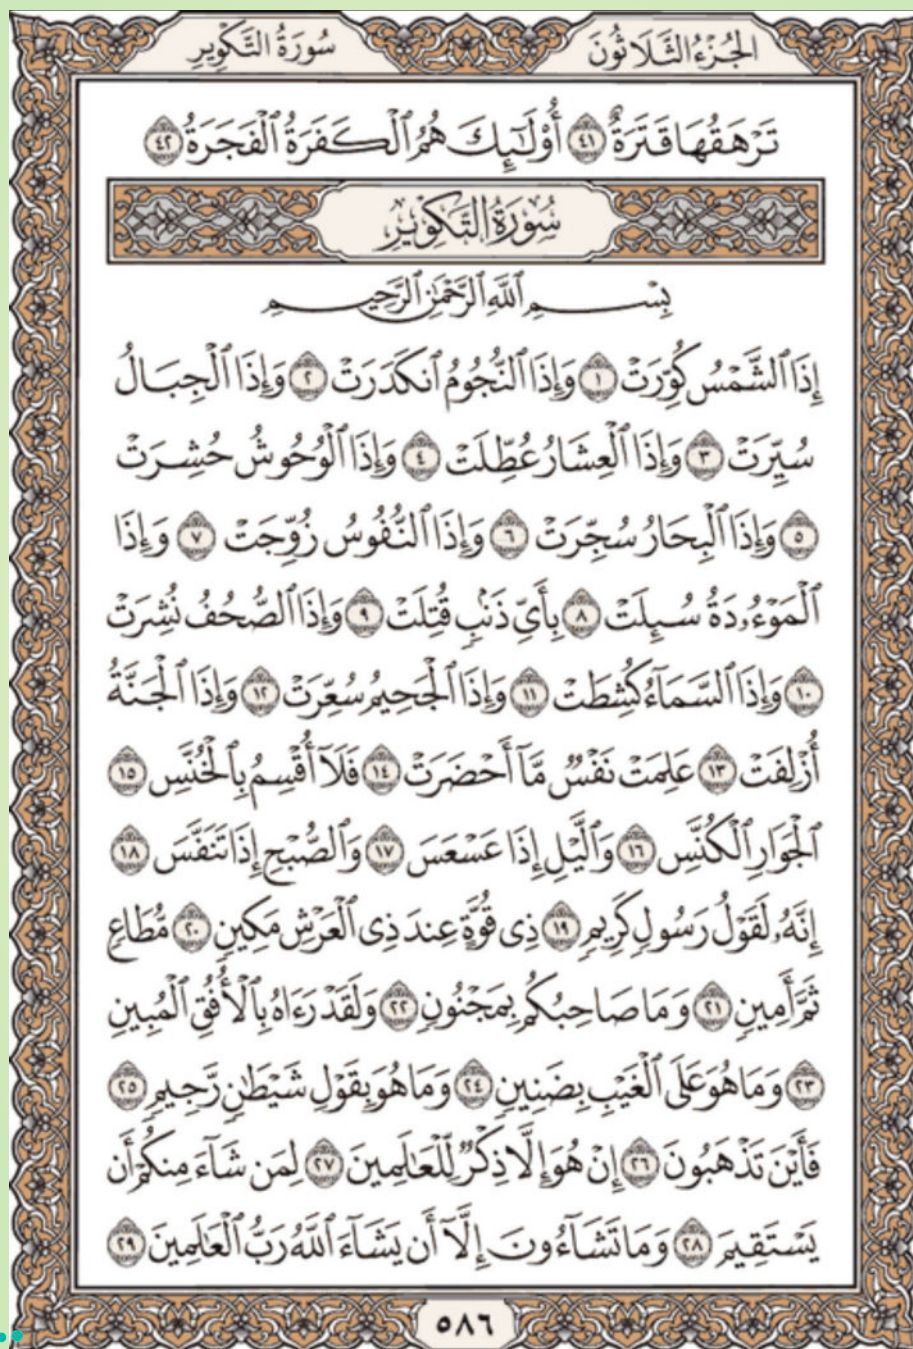 الجُزْءُ الثَّلَاثُونَ
سُورَةُ التَّكْوِيرِ
تَرْهَقُهَا قَتَرَةٌ ٤١ أُوْلَٰٓئِكَ هُمُ ٱلْكَفَرَةُ ٱلْفَجَرَةُ ٤٢
سُورَةُ التَّكْوِيرِ
بِسْمِ ٱللَّهِ ٱلرَّحْمَٰنِ ٱلرَّحِيمِ
إِذَا ٱلشَّمْسُ كُوِّرَتْ ١ وَإِذَا ٱلنُّجُومُ ٱنكَدَرَتْ ٢ وَإِذَا ٱلْجِبَالُ
سُيِّرَتْ ٣ وَإِذَا ٱلْعِشَارُ عُطِّلَتْ ٤ وَإِذَا ٱلْوُحُوشُ حُشِرَتْ
٥ وَإِذَا ٱلْبِحَارُ سُجِّرَتْ ٦ وَإِذَا ٱلنُّفُوسُ زُوِّجَتْ ٧ وَإِذَا
ٱلْمَوْءُۥدَةُ سُئِلَتْ ٨ بِأَيِّ ذَنۢبٍ قُتِلَتْ ٩ وَإِذَا ٱلصُّحُفُ نُشِرَتْ
١٠ وَإِذَا ٱلسَّمَآءُ كُشِطَتْ ١١ وَإِذَا ٱلْجَحِيمُ سُعِّرَتْ ١٢ وَإِذَا ٱلْجَنَّةُ
أُزْلِفَتْ ١٣ عَلِمَتْ نَفْسٌ مَّآ أَحْضَرَتْ ١٤ فَلَآ أُقْسِمُ بِٱلْخُنَّسِ ١٥
ٱلْجَوَارِ ٱلْكُنَّسِ ١٦ وَٱلَّيْلِ إِذَا عَسْعَسَ ١٧ وَٱلصُّبْحِ إِذَا تَنَفَّسَ ١٨
إِنَّهُۥ لَقَوْلُ رَسُولٍ كَرِيمٍ ١٩ ذِى قُوَّةٍ عِندَ ذِى ٱلْعَرْشِ مَكِينٍ ٢٠ مُّطَاعٍ
ثَمَّ أَمِينٍ ٢١ وَمَا صَاحِبُكُم بِمَجْنُونٍ ٢٢ وَلَقَدْ رَءَاهُ بِٱلْأُفُقِ ٱلْمُبِينِ
٢٣ وَمَا هُوَ عَلَى ٱلْغَيْبِ بِضَنِينٍ ٢٤ وَمَا هُوَ بِقَوْلِ شَيْطَٰنٍ رَّجِيمٍ ٢٥
فَأَيْنَ تَذْهَبُونَ ٢٦ إِنْ هُوَ إِلَّا ذِكْرٌ لِّلْعَٰلَمِينَ ٢٧ لِمَن شَآءَ مِنكُمْ أَن
يَسْتَقِيمَ ٢٨ وَمَا تَشَآءُونَ إِلَّآ أَن يَشَآءَ ٱللَّهُ رَبُّ ٱلْعَٰلَمِينَ ٢٩
٥٨٦